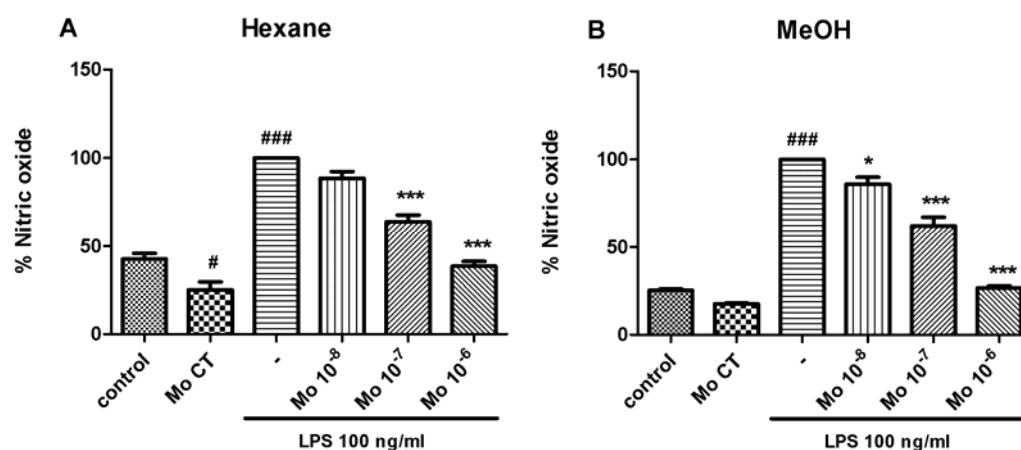 A Hexane
% Nitric oxide
150
100
50
0
#
###
***
***
control
Mo CT
-
Mo 10⁻⁸
Mo 10⁻⁷
Mo 10⁻⁶
LPS 100 ng/ml
B MeOH
% Nitric oxide
150
100
50
0
###
*
***
***
control
Mo CT
-
Mo 10⁻⁸
Mo 10⁻⁷
Mo 10⁻⁶
LPS 100 ng/ml